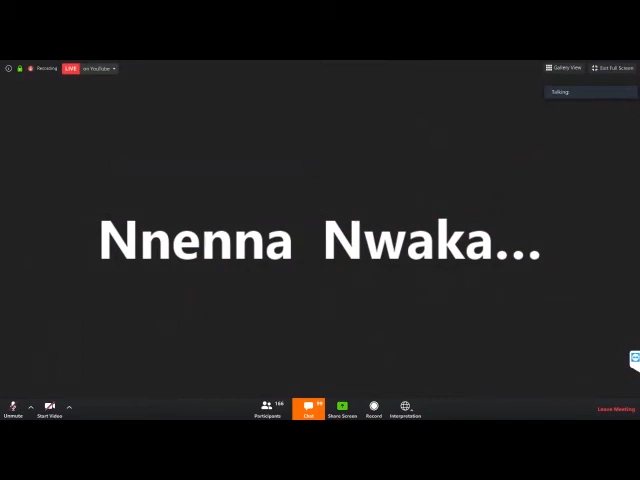 Recording LIVE on YouTube Gallery View Exit Full Screen
Talking:
Nnenna Nwaka...
166 99
Unmute Start Video Participants Chat Share Screen Record Interpretation Leave Meeting